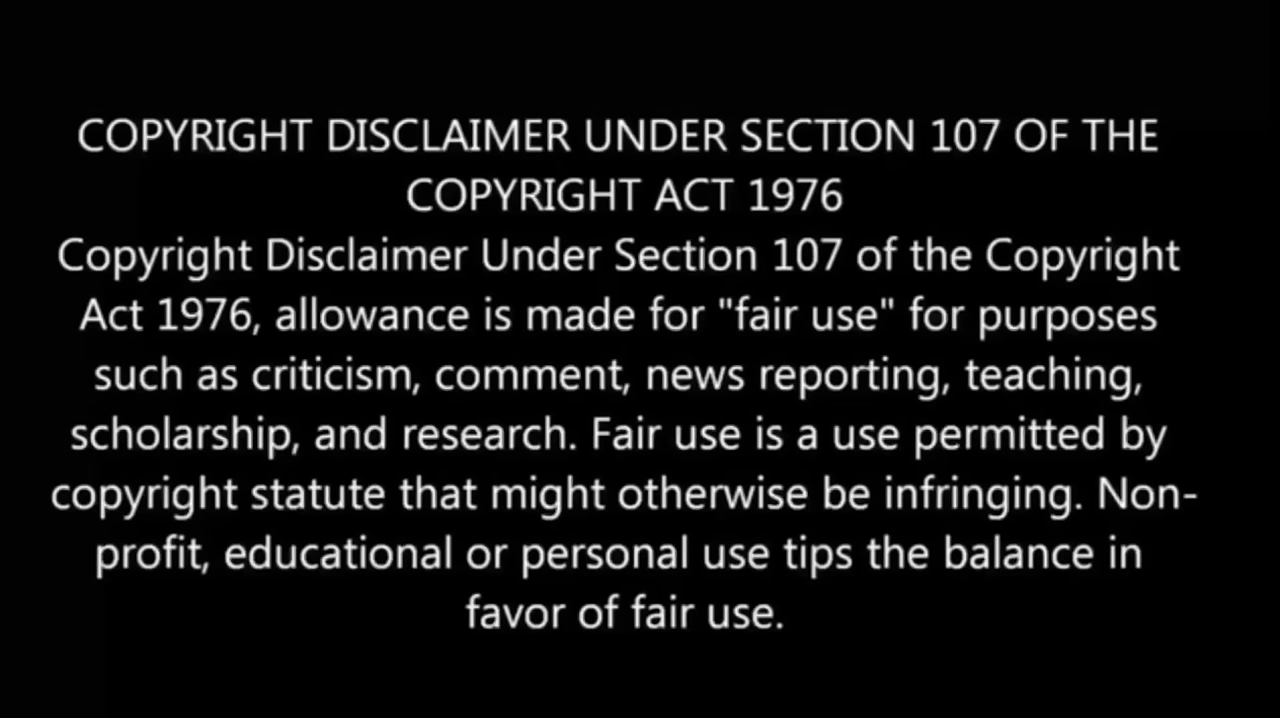 COPYRIGHT DISCLAIMER UNDER SECTION 107 OF THE
COPYRIGHT ACT 1976
Copyright Disclaimer Under Section 107 of the Copyright
Act 1976, allowance is made for "fair use" for purposes
such as criticism, comment, news reporting, teaching,
scholarship, and research. Fair use is a use permitted by
copyright statute that might otherwise be infringing. Non-
profit, educational or personal use tips the balance in
favor of fair use.